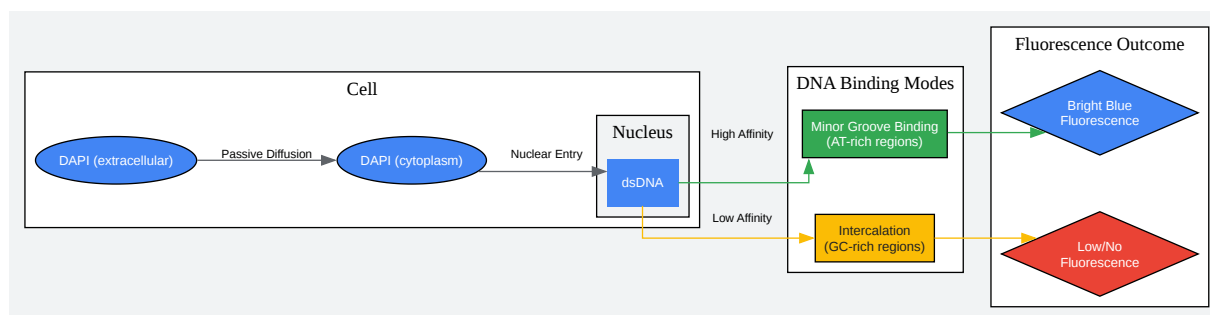 Cell
DAPI (extracellular)
Passive Diffusion
DAPI (cytoplasm)
Nuclear Entry
Nucleus
dsDNA
High Affinity
Low Affinity
DNA Binding Modes
Minor Groove Binding
(AT-rich regions)
Intercalation
(GC-rich regions)
Fluorescence Outcome
Bright Blue
Fluorescence
Low/No
Fluorescence